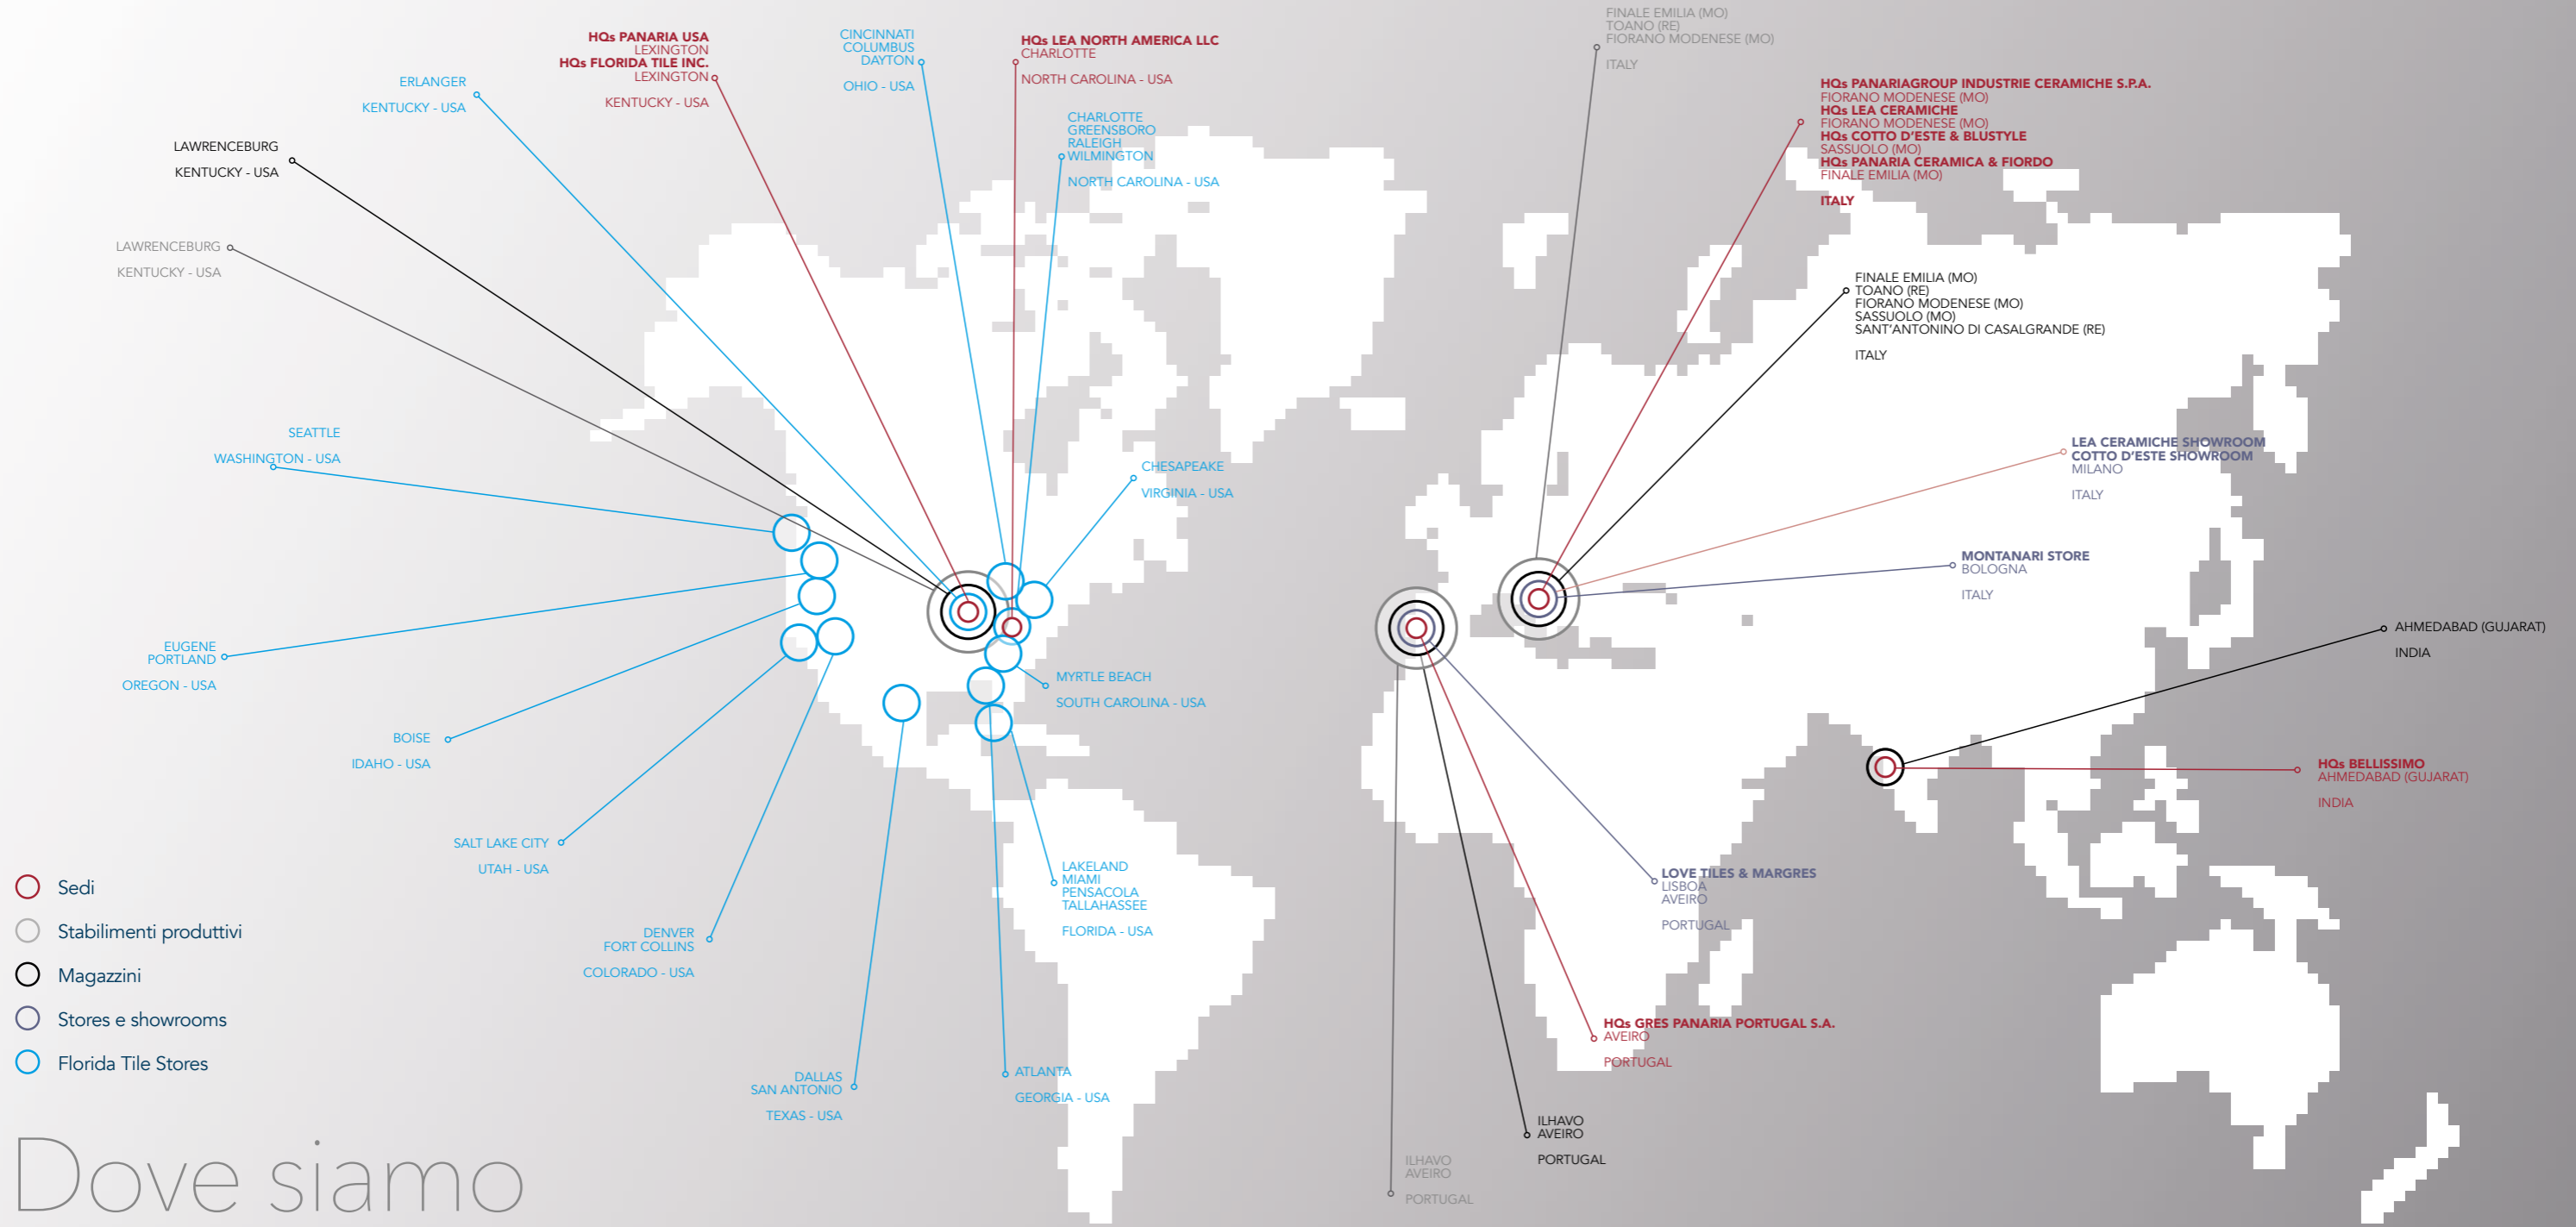 HQs PANARIA USA
LEXINGTON
HQs FLORIDA TILE INC.
LEXINGTON
KENTUCKY - USA
CINCINNATI
COLUMBUS
DAYTON
OHIO - USA
HQs LEA NORTH AMERICA LLC
CHARLOTTE
NORTH CAROLINA - USA
FINALE EMILIA (MO)
TOANO (RE)
FIORANO MODENESE (MO)
ITALY
ERLANGER
KENTUCKY - USA
CHARLOTTE
GREENSBORO
RALEIGH
WILMINGTON
NORTH CAROLINA - USA
HQs PANARIAGROUP INDUSTRIE CERAMICHE S.P.A.
FIORANO MODENESE (MO)
HQs LEA CERAMICHE
FIORANO MODENESE (MO)
HQs COTTO D'ESTE & BLUSTYLE
SASSUOLO (MO)
HQs PANARIA CERAMICA & FIORDO
FINALE EMILIA (MO)
ITALY
LAWRENCEBURG
KENTUCKY - USA
LAWRENCEBURG
KENTUCKY - USA
FINALE EMILIA (MO)
TOANO (RE)
FIORANO MODENESE (MO)
SASSUOLO (MO)
SANT'ANTONINO DI CASALGRANDE (RE)
ITALY
SEATTLE
WASHINGTON - USA
CHESAPEAKE
VIRGINIA - USA
LEA CERAMICHE SHOWROOM
COTTO D'ESTE SHOWROOM
MILANO
ITALY
MONTANARI STORE
BOLOGNA
ITALY
EUGENE
PORTLAND
OREGON - USA
MYRTLE BEACH
SOUTH CAROLINA - USA
AHMEDABAD (GUJARAT)
INDIA
BOISE
IDAHO - USA
HQs BELLISSIMO
AHMEDABAD (GUJARAT)
INDIA
SALT LAKE CITY
UTAH - USA
LAKELAND
MIAMI
PENSACOLA
TALLAHASSEE
FLORIDA - USA
LOVE TILES & MARGRES
LISBOA
AVEIRO
PORTUGAL
DENVER
FORT COLLINS
COLORADO - USA
HQs GRES PANARIA PORTUGAL S.A.
AVEIRO
PORTUGAL
DALLAS
SAN ANTONIO
TEXAS - USA
ATLANTA
GEORGIA - USA
ILHAVO
AVEIRO
PORTUGAL
ILHAVO
AVEIRO
PORTUGAL
Sedi
Stabilimenti produttivi
Magazzini
Stores e showrooms
Florida Tile Stores
Dove siamo